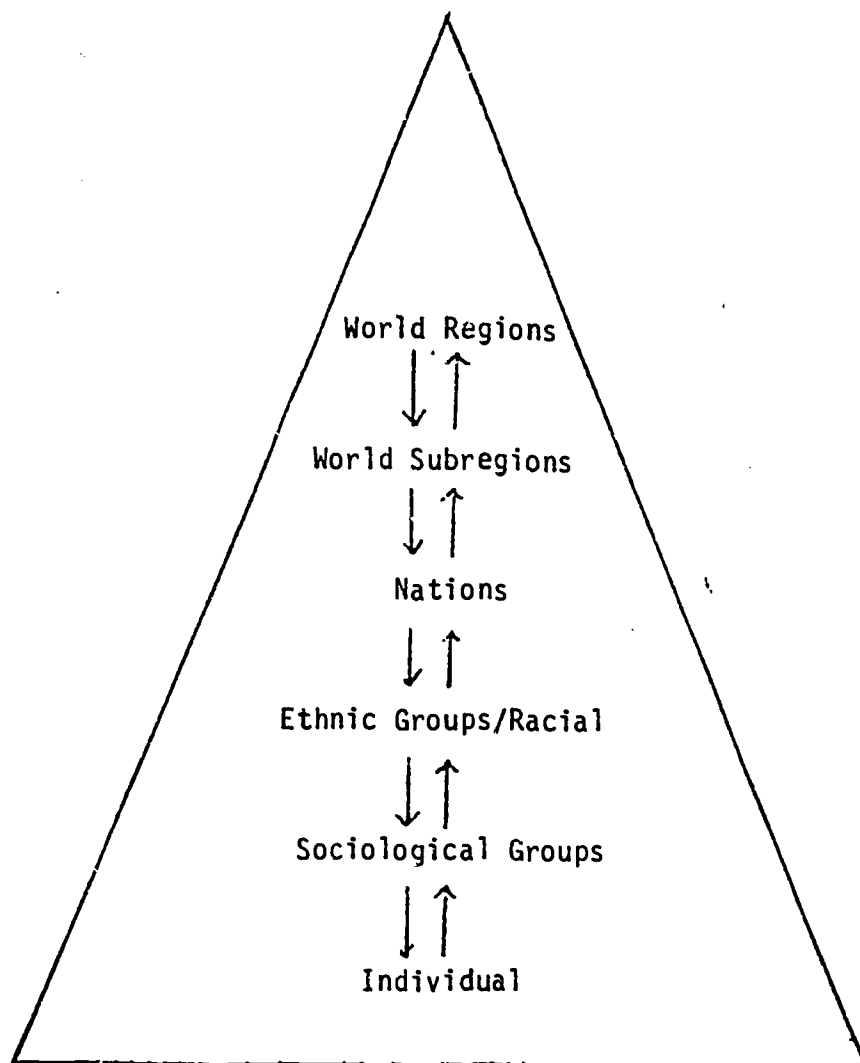 World Regions
World Subregions
Nations
Ethnic Groups/Racial
Sociological Groups
Individual